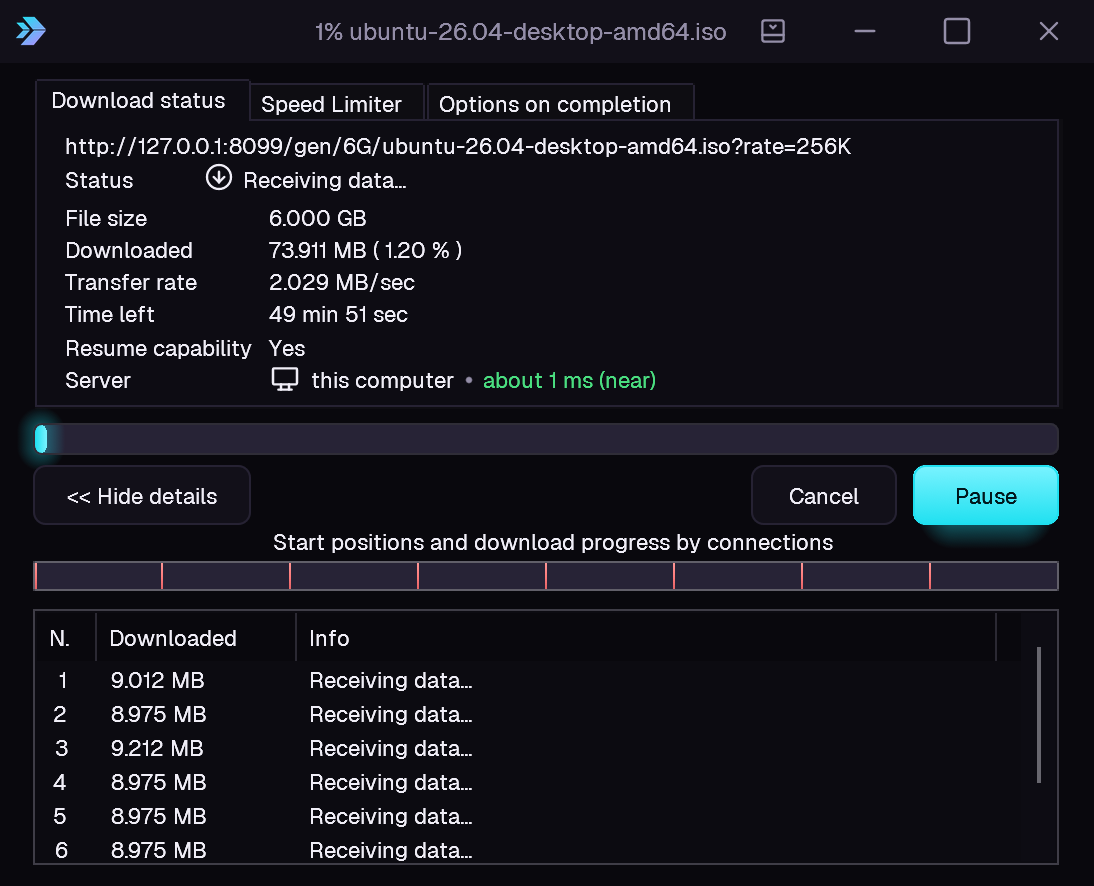 1% ubuntu-26.04-desktop-amd64.iso
Download status
Speed Limiter
Options on completion
http://127.0.0.1:8099/gen/6G/ubuntu-26.04-desktop-amd64.iso?rate=256K
Status Receiving data...
File size 6.000 GB
Downloaded 73.911 MB ( 1.20 % )
Transfer rate 2.029 MB/sec
Time left 49 min 51 sec
Resume capability Yes
Server this computer • about 1 ms (near)
<< Hide details
Cancel
Pause
Start positions and download progress by connections
N. Downloaded Info
1 9.012 MB Receiving data...
2 8.975 MB Receiving data...
3 9.212 MB Receiving data...
4 8.975 MB Receiving data...
5 8.975 MB Receiving data...
6 8.975 MB Receiving data...